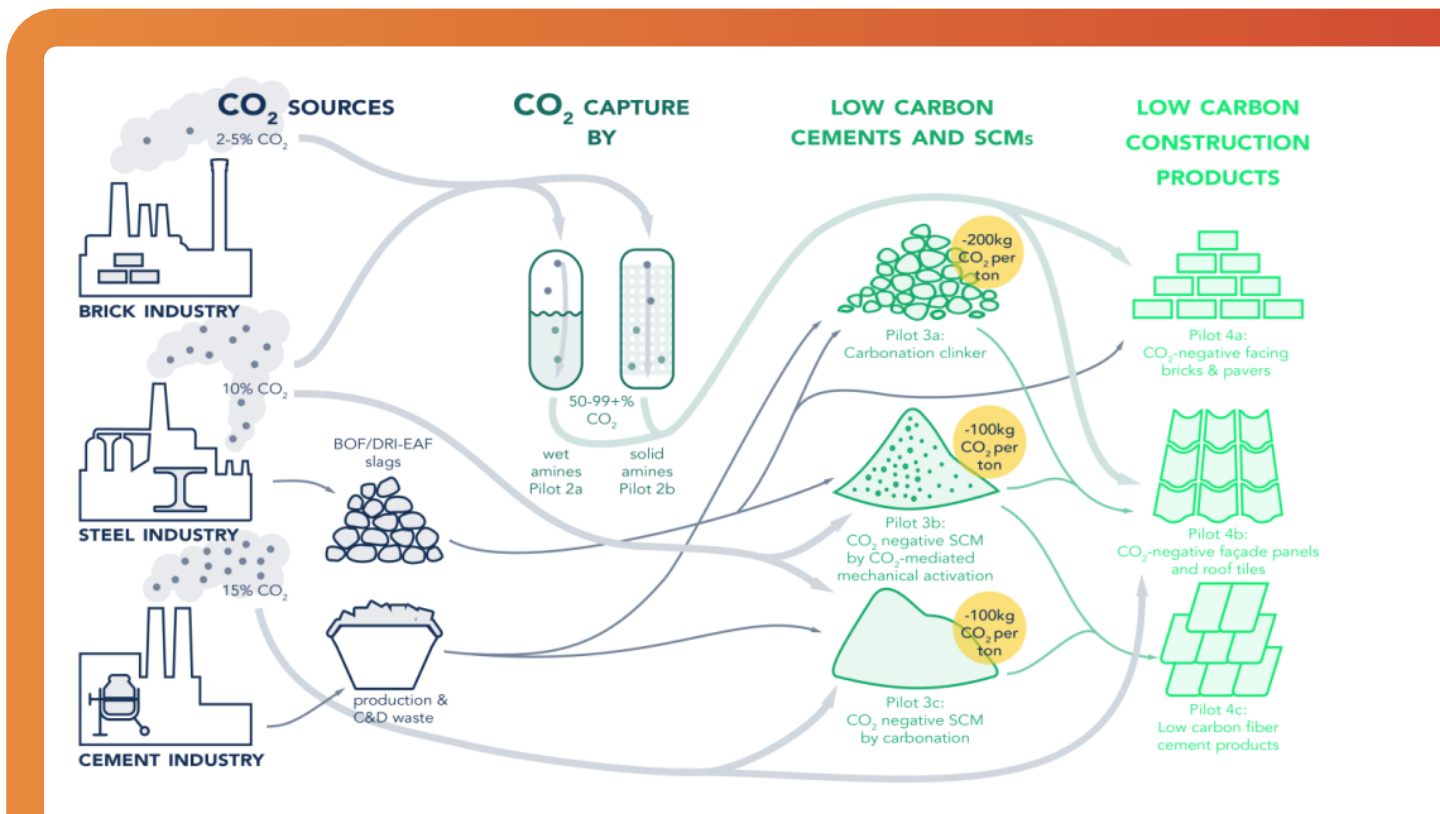 CO₂ SOURCES
2-5% CO₂
BRICK INDUSTRY
10% CO₂
STEEL INDUSTRY
15% CO₂
CEMENT INDUSTRY
BOF/DRI-EAF
slags
production &
C&D waste
CO₂ CAPTURE
BY
50-99+%
CO₂
wet
amines
Pilot 2a
solid
amines
Pilot 2b
LOW CARBON
CEMENTS AND SCMs
-200kg
CO₂ per
ton
Pilot 3a:
Carbonation clinker
-100kg
CO₂ per
ton
Pilot 3b:
CO₂ negative SCM
by CO₂-mediated
mechanical activation
-100kg
CO₂ per
ton
Pilot 3c:
CO₂ negative SCM
by carbonation
LOW CARBON
CONSTRUCTION
PRODUCTS
Pilot 4a:
CO₂-negative facing
bricks & pavers
Pilot 4b:
CO₂-negative façade panels
and roof tiles
Pilot 4c:
Low carbon fiber
cement products